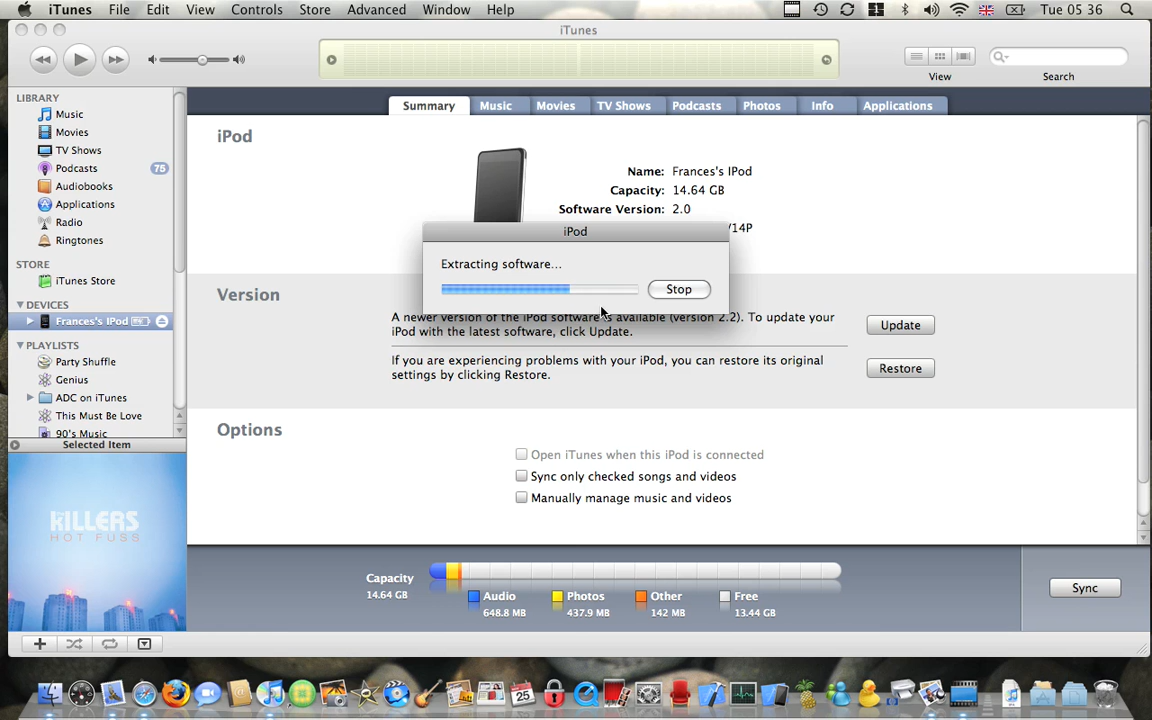 iTunes File Edit View Controls Store Advanced Window Help Tue 05 36
iTunes
View
Search
LIBRARY
Music
Movies
TV Shows
Podcasts 75
Audiobooks
Applications
Radio
Ringtones
STORE
iTunes Store
DEVICES
Frances's IPod
PLAYLISTS
Party Shuffle
Genius
ADC on iTunes
This Must Be Love
90's Music
Selected Item
THE KILLERS
HOT FUSS
Summary Music Movies TV Shows Podcasts Photos Info Applications
iPod
Name: Frances's IPod
Capacity: 14.64 GB
Software Version: 2.0
/14P
iPod
Extracting software...
Stop
Version
A newer version of the iPod software is available (version 2.2). To update your
iPod with the latest software, click Update.
Update
If you are experiencing problems with your iPod, you can restore its original
settings by clicking Restore.
Restore
Options
Open iTunes when this iPod is connected
Sync only checked songs and videos
Manually manage music and videos
Capacity
14.64 GB
Audio
648.8 MB
Photos
437.9 MB
Other
142 MB
Free
13.44 GB
Sync
25